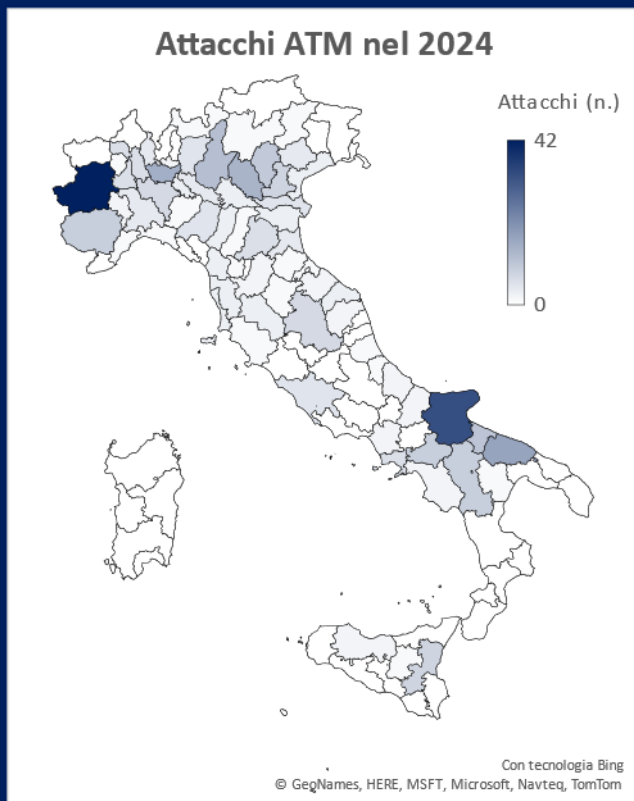 Attacchi ATM nel 2024
Attacchi (n.)
42
0
Con tecnologia Bing
© GeoNames, HERE, MSFT, Microsoft, Navteq, TomTom